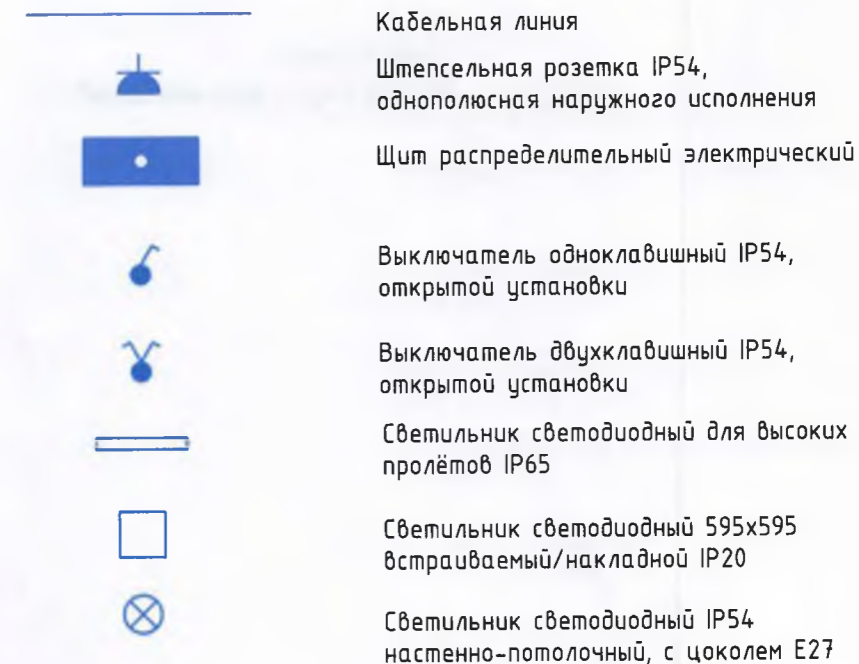 Кабельная линия
Штепсельная розетка IP54,
однополюсная наружного исполнения
Щит распределительный электрический
Выключатель одноклавишный IP54,
открытой установки
Выключатель двухклавишный IP54,
открытой установки
Светильник светодиодный для высоких
пролётов IP65
Светильник светодиодный 595х595
встраиваемый/накладной IP20
Светильник светодиодный IP54
настенно-потолочный, с цоколем Е27